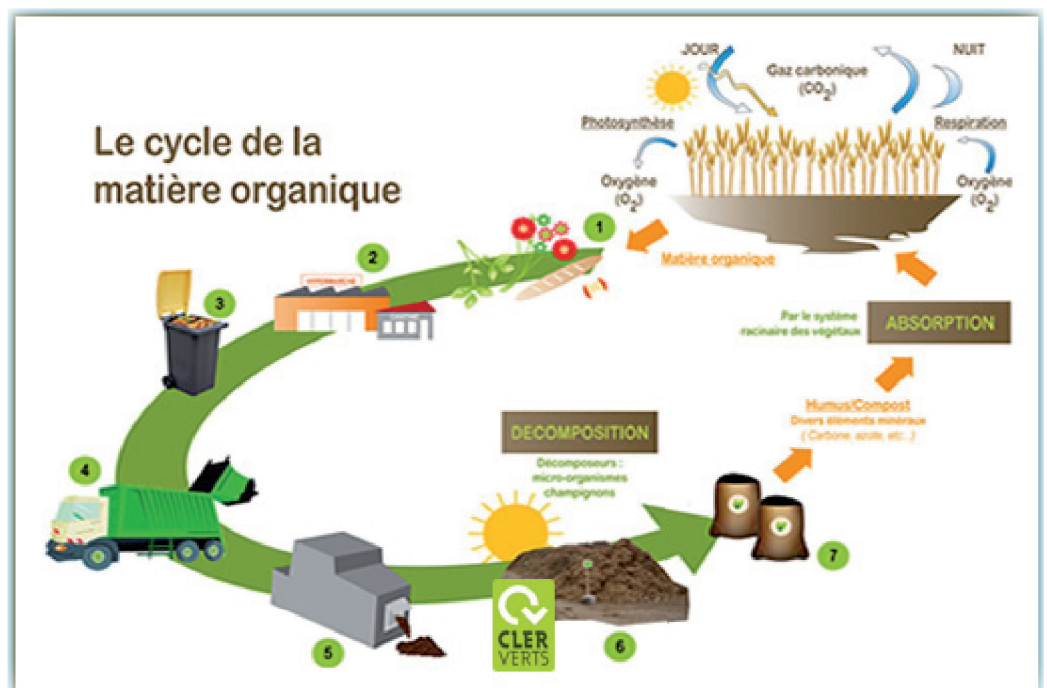 Le cycle de la
matière organique
JOUR
NUIT
Gaz carbonique
(CO2)
Photosynthèse
Respiration
Oxygène
(O2)
Oxygène
(O2)
1
Matière organique
2
HYPERMARCHE
3
Par le système
racinaire des végétaux
ABSORPTION
Humus/Compost
Divers éléments minéraux
( Carbone, azote, etc..)
DECOMPOSITION
Décomposeurs :
micro-organismes
champignons
4
7
5
CLER
VERTS
6